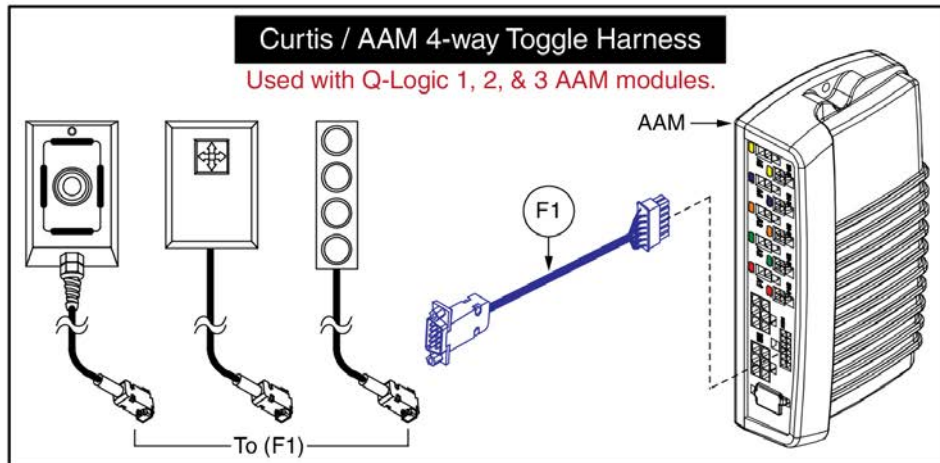 Curtis / AAM 4-way Toggle Harness
Used with Q-Logic 1, 2, & 3 AAM modules.
AAM
F1
To (F1)